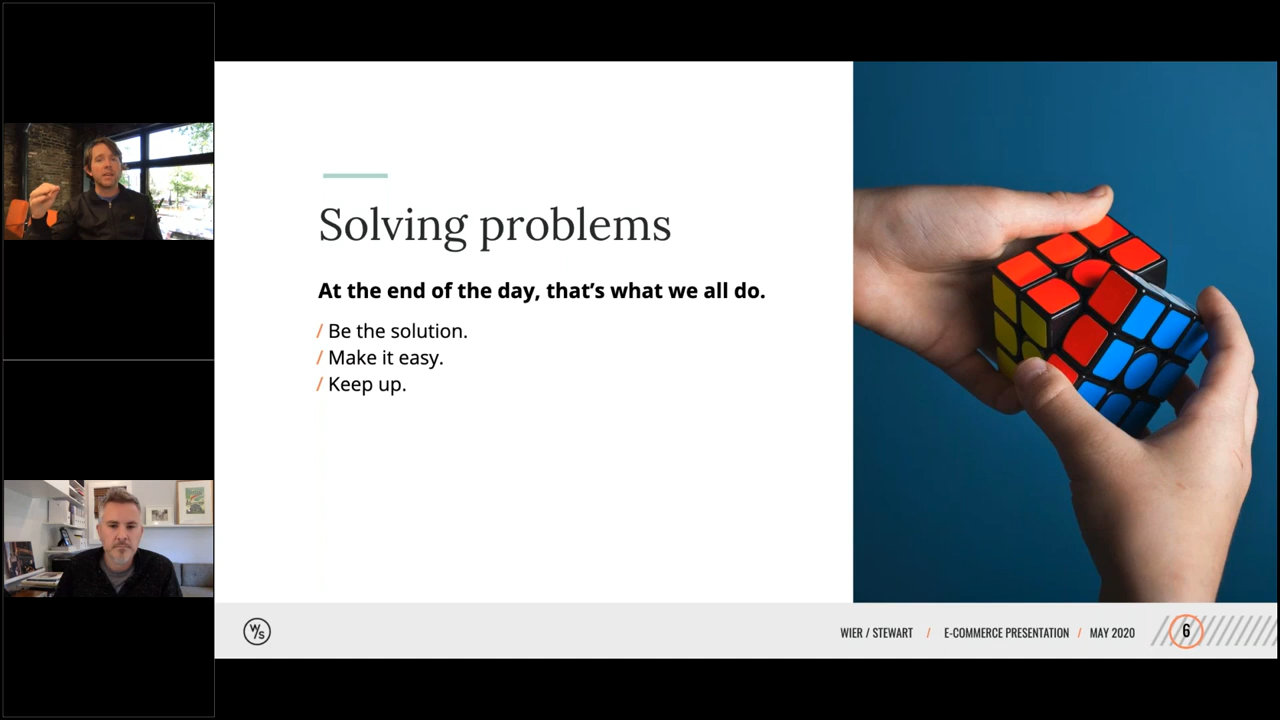 Solving problems
At the end of the day, that's what we all do.
/ Be the solution.
/ Make it easy.
/ Keep up.
W/S
WIER / STEWART / E-COMMERCE PRESENTATION / MAY 2020 6